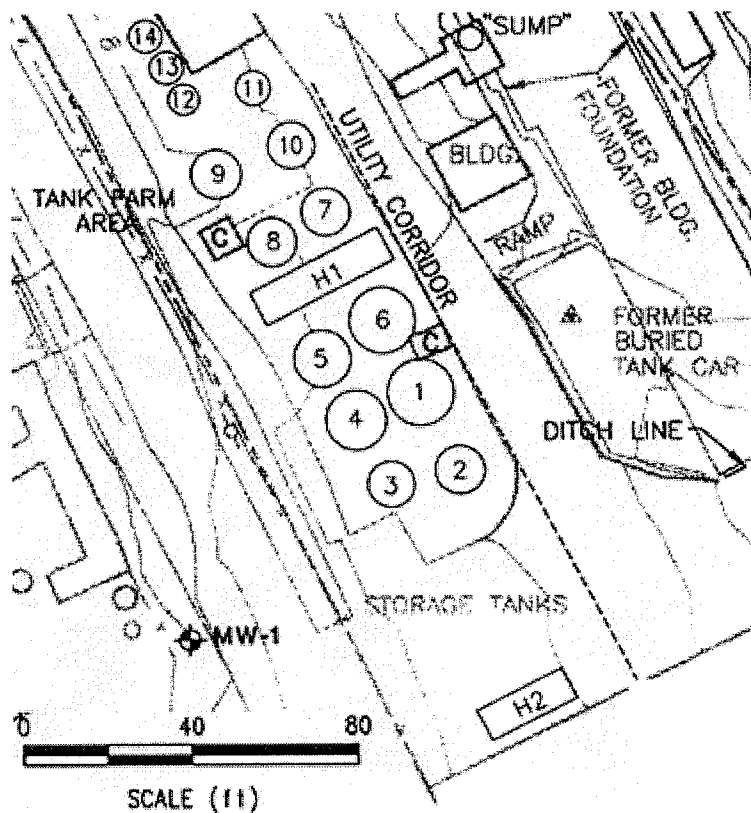 14
"SUMP"
13
12
11
10
9
UTILITY CORRIDOR
BLDG.
FORMER BLDG.
FOUNDATION
TANK FARM
AREA
7
8
C
RAMP
H1
6
C
5
FORMER
BURIED
TANK CAR
1
4
DITCH LINE
2
3
STORAGE TANKS
MW-1
H2
0 40 80
SCALE (ft)